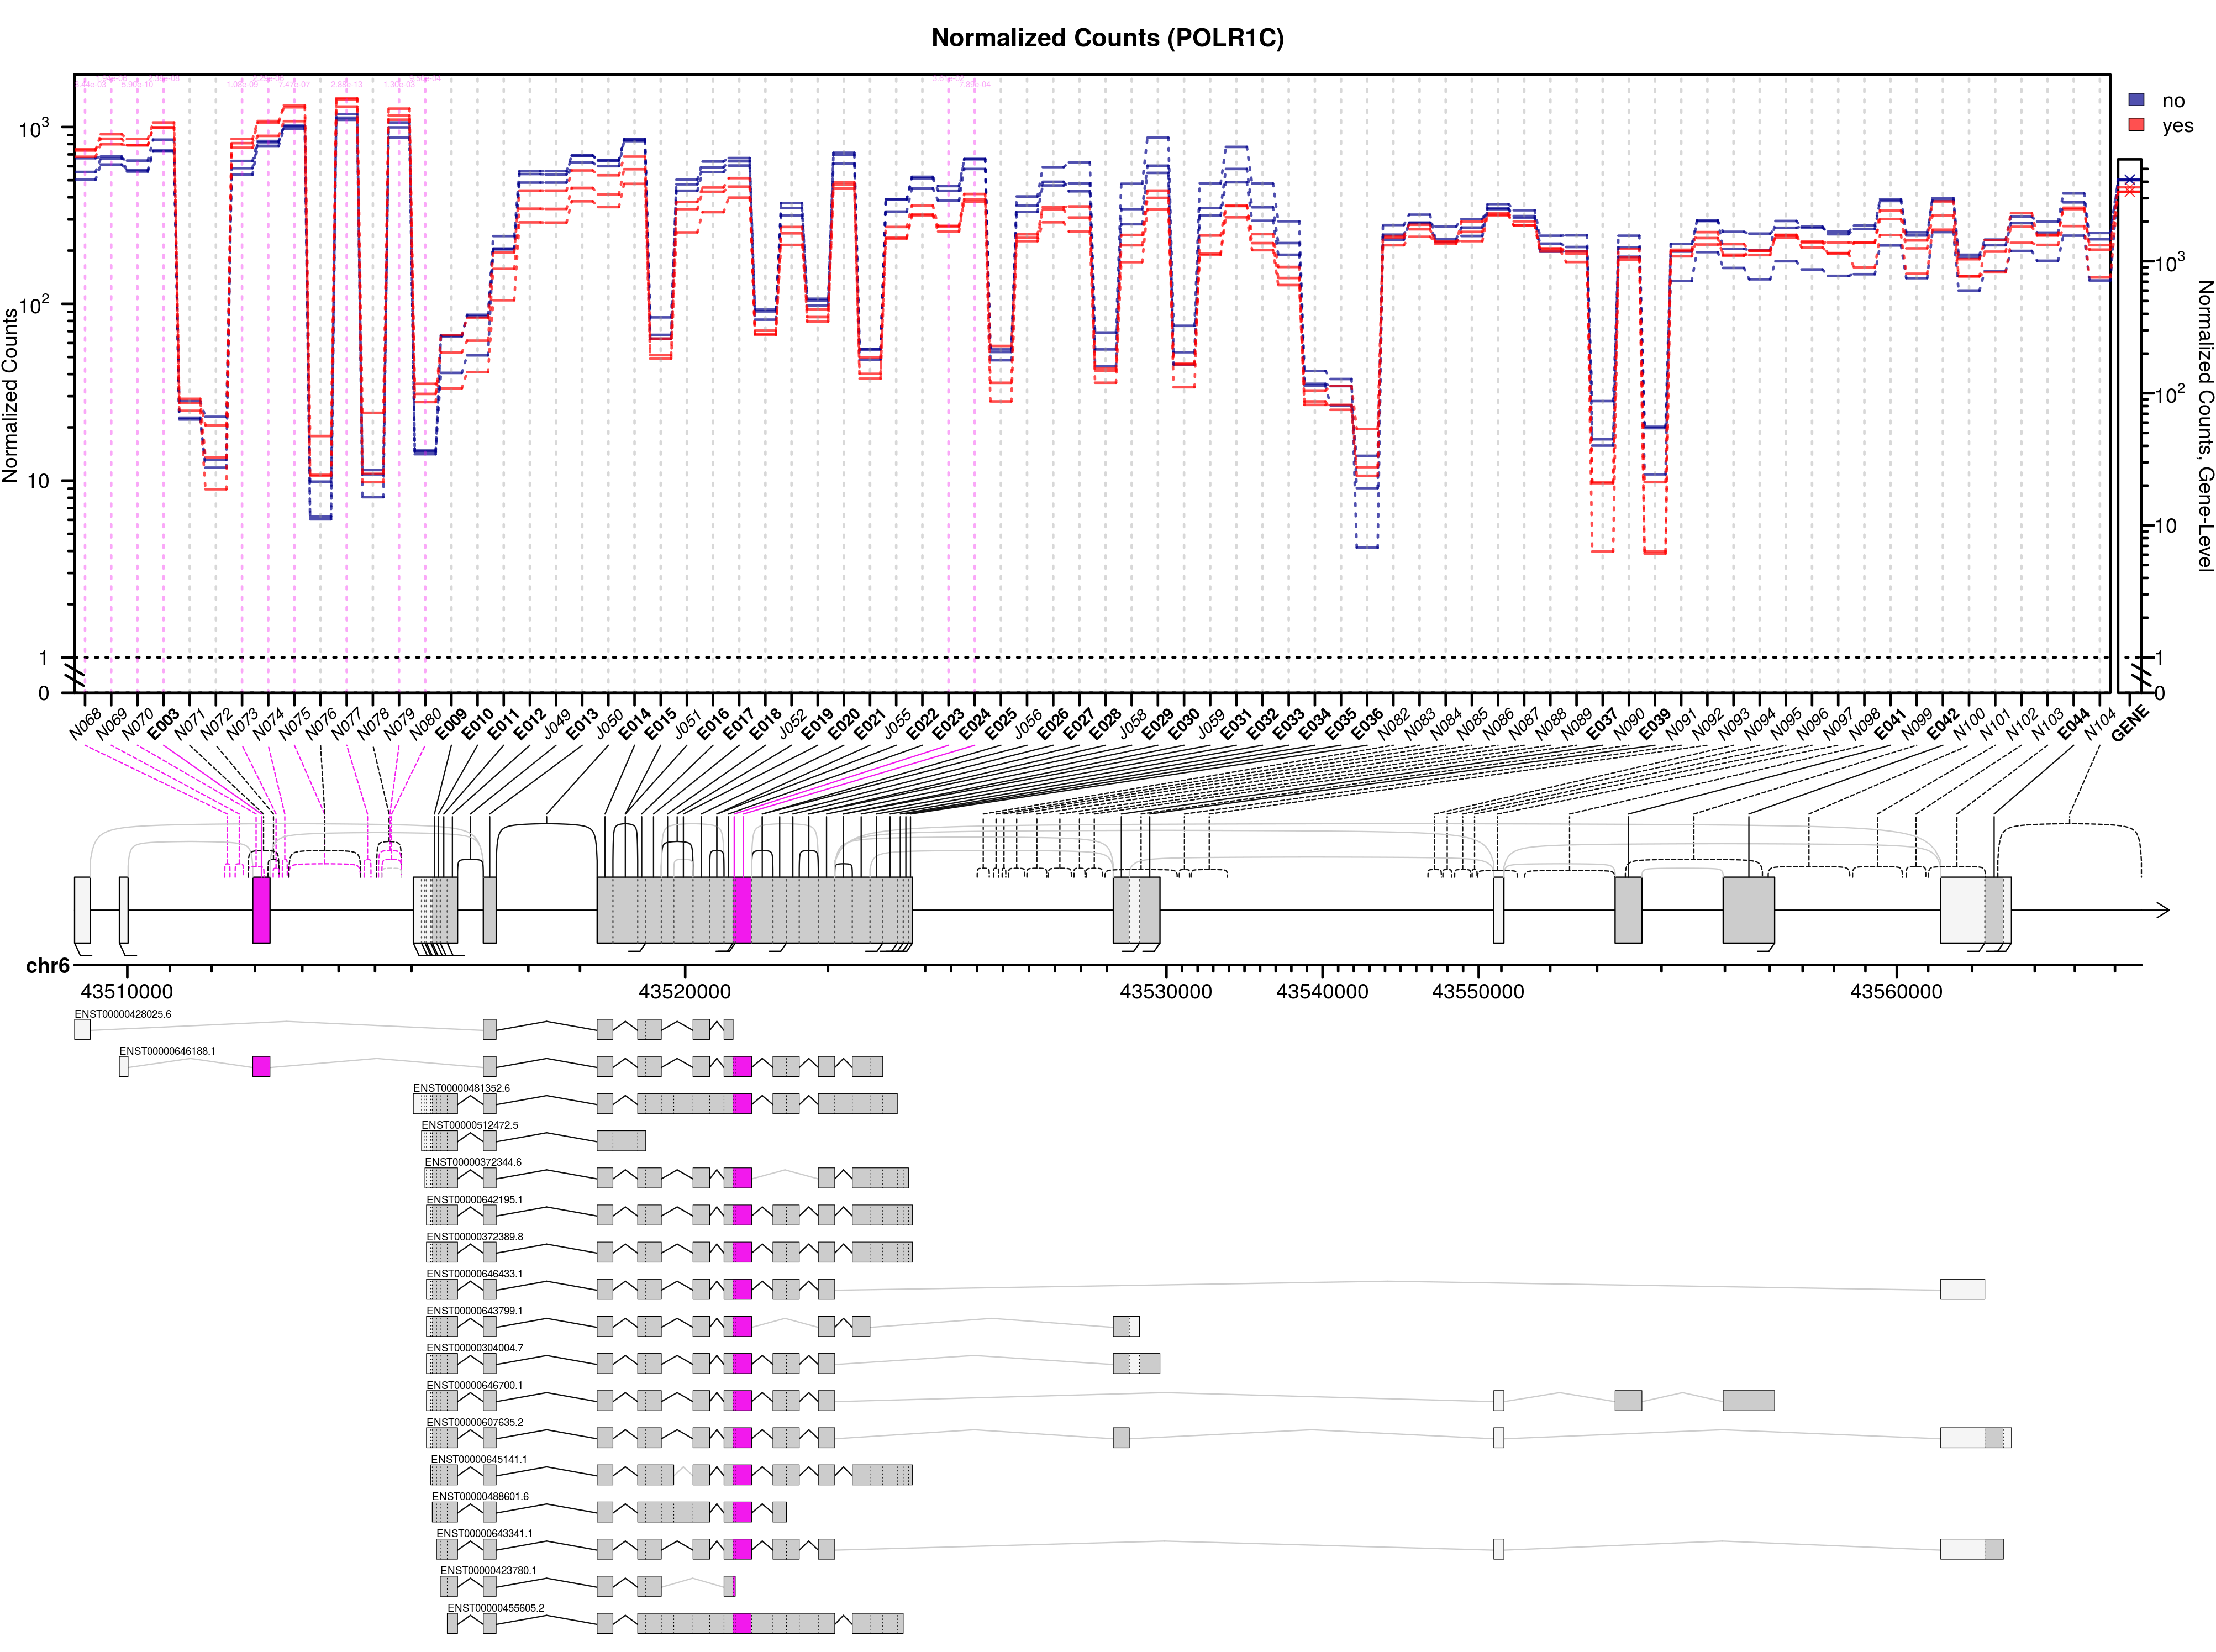 Normalized Counts (POLR1C)
no
yes
Normalized Counts
10^3
10^2
10
1
0
Normalized Counts, Gene-Level
10^3
10^2
10
1
0
N068 N069 N070 E003 N071 N072 N073 N074 N075 N076 N077 N078 N079 N080 E009 E010 E011 E012 J049 E013 J050 E014 E015 J051 E016 E017 E018 J052 E019 E020 E021 J055 E022 E023 E024 E025 J056 E026 E027 E028 J058 E029 E030 J059 E031 E032 E033 E034 E035 E036 N082 N083 N084 N085 N086 N087 N088 N089 E037 N090 E039 N091 N092 N093 N094 N095 N096 N097 N098 E041 N099 E042 N100 N101 N102 N103 E044 N104 GENE
chr6
43510000 43520000 43530000 43540000 43550000 43560000
ENST00000428025.6
ENST00000646188.1
ENST00000481352.6
ENST00000512472.5
ENST00000372344.6
ENST00000642195.1
ENST00000372389.8
ENST00000646433.1
ENST00000643799.1
ENST00000304004.7
ENST00000646700.1
ENST00000607635.2
ENST00000645141.1
ENST00000488601.6
ENST00000643341.1
ENST00000423780.1
ENST00000455605.2